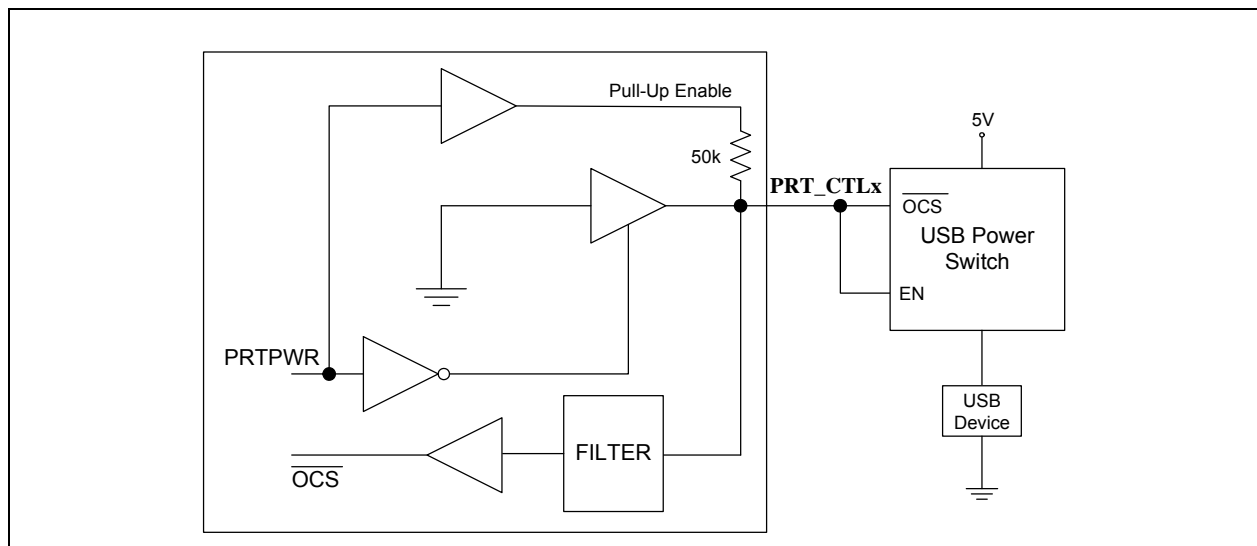 Pull-Up Enable
5V
50k
PRT_CTLx
OCS
USB Power
Switch
EN
PRTPWR
USB
Device
FILTER
OCS